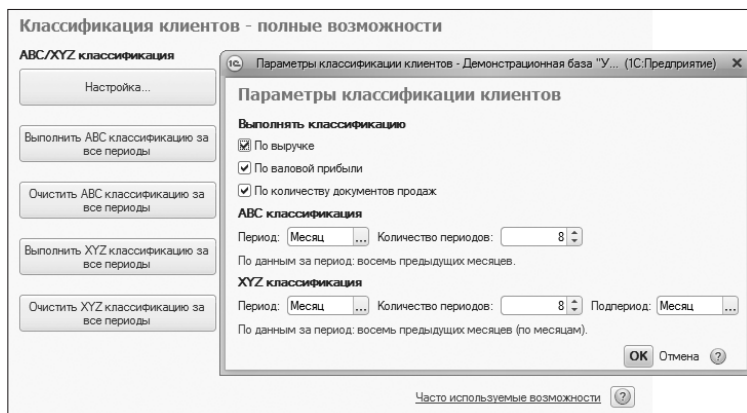 Классификация клиентов - полные возможности
ABC/XYZ классификация
Настройка...
Выполнить ABC классификацию за
все периоды
Очистить ABC классификацию за
все периоды
Выполнить XYZ классификацию за
все периоды
Очистить XYZ классификацию за
все периоды
1С Параметры классификации клиентов - Демонстрационная база "У... (1С:Предприятие)
Параметры классификации клиентов
Выполнять классификацию
По выручке
По валовой прибыли
По количеству документов продаж
ABC классификация
Период: Месяц ... Количество периодов: 8
По данным за период: восемь предыдущих месяцев.
XYZ классификация
Период: Месяц ... Количество периодов: 8 Подпериод: Месяц ...
По данным за период: восемь предыдущих месяцев (по месяцам).
OK Отмена ?
Часто используемые возможности ?